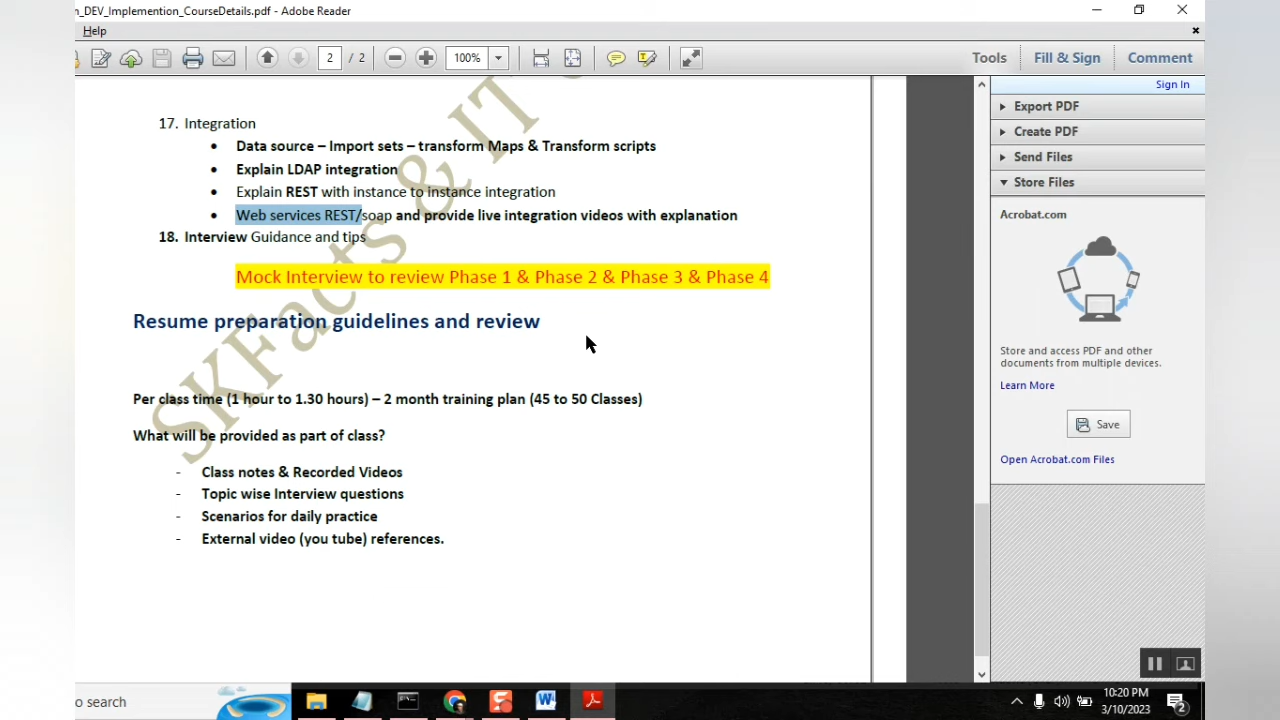 n_DEV_Implemention_CourseDetails.pdf - Adobe Reader
Help
2 / 2 100% Tools Fill & Sign Comment
Sign In
Export PDF
Create PDF
Send Files
Store Files
Acrobat.com
Store and access PDF and other
documents from multiple devices.
Learn More
Save
Open Acrobat.com Files
17. Integration
• Data source – Import sets – transform Maps & Transform scripts
• Explain LDAP integration
• Explain REST with instance to instance integration
• Web services REST/soap and provide live integration videos with explanation
18. Interview Guidance and tips
Mock Interview to review Phase 1 & Phase 2 & Phase 3 & Phase 4
Resume preparation guidelines and review
Per class time (1 hour to 1.30 hours) – 2 month training plan (45 to 50 Classes)
What will be provided as part of class?
- Class notes & Recorded Videos
- Topic wise Interview questions
- Scenarios for daily practice
- External video (you tube) references.
SKFacts & IT
o search
10:20 PM
3/10/2023
2